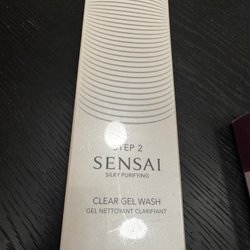 STEP 2
SENSAI
SILKY PURIFYING
CLEAR GEL WASH
GEL NETTOYANT CLARIFIANT